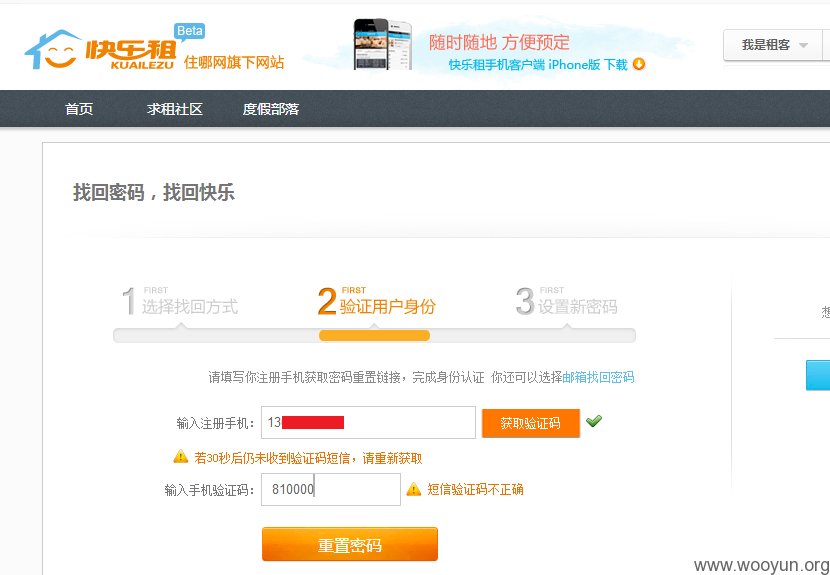 快乐租
KUAILEZU
Beta
住哪网旗下网站
随时随地 方便预定
快乐租手机客户端 iPhone版 下载
我是租客
首页 求租社区 度假部落
找回密码，找回快乐
1 FIRST 选择找回方式
2 FIRST 验证用户身份
3 FIRST 设置新密码
请填写你注册手机获取密码重置链接，完成身份认证 你还可以选择邮箱找回密码
输入注册手机： 13 获取验证码
若30秒后仍未收到验证码短信，请重新获取
输入手机验证码： 810000 短信验证码不正确
重置密码
www.wooyun.org